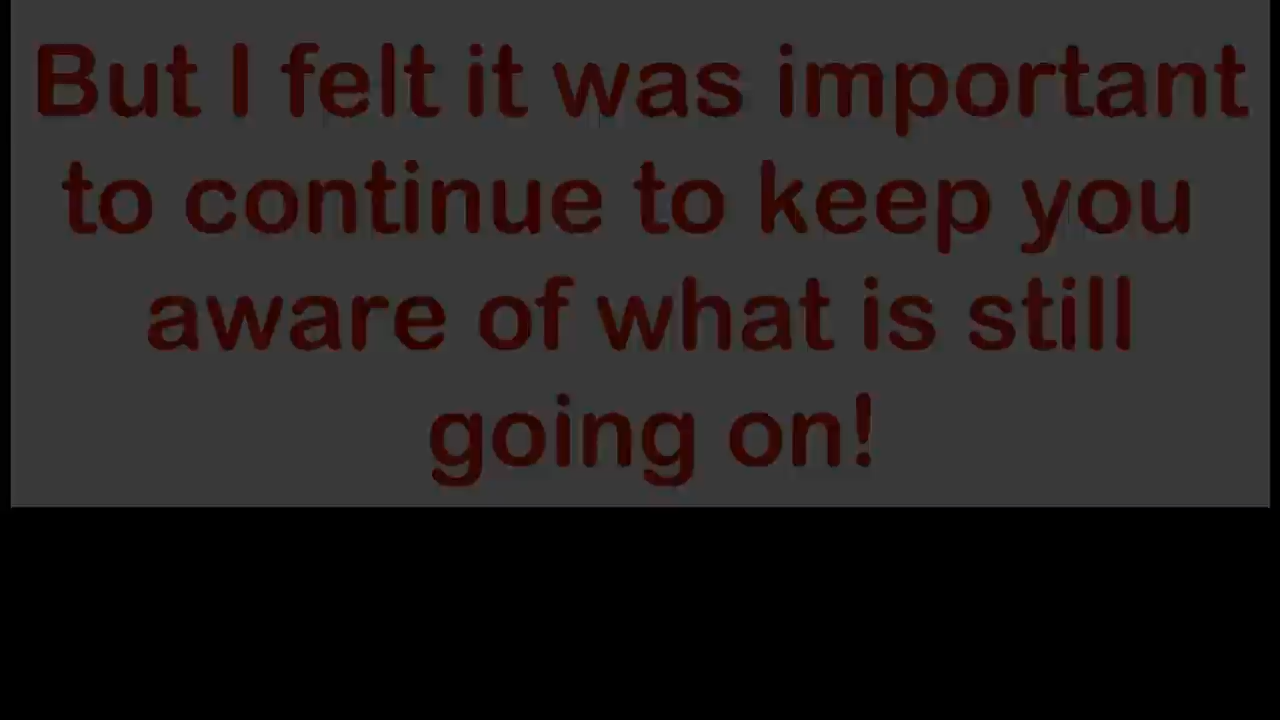 But I felt it was important
to continue to keep you
aware of what is still
going on!